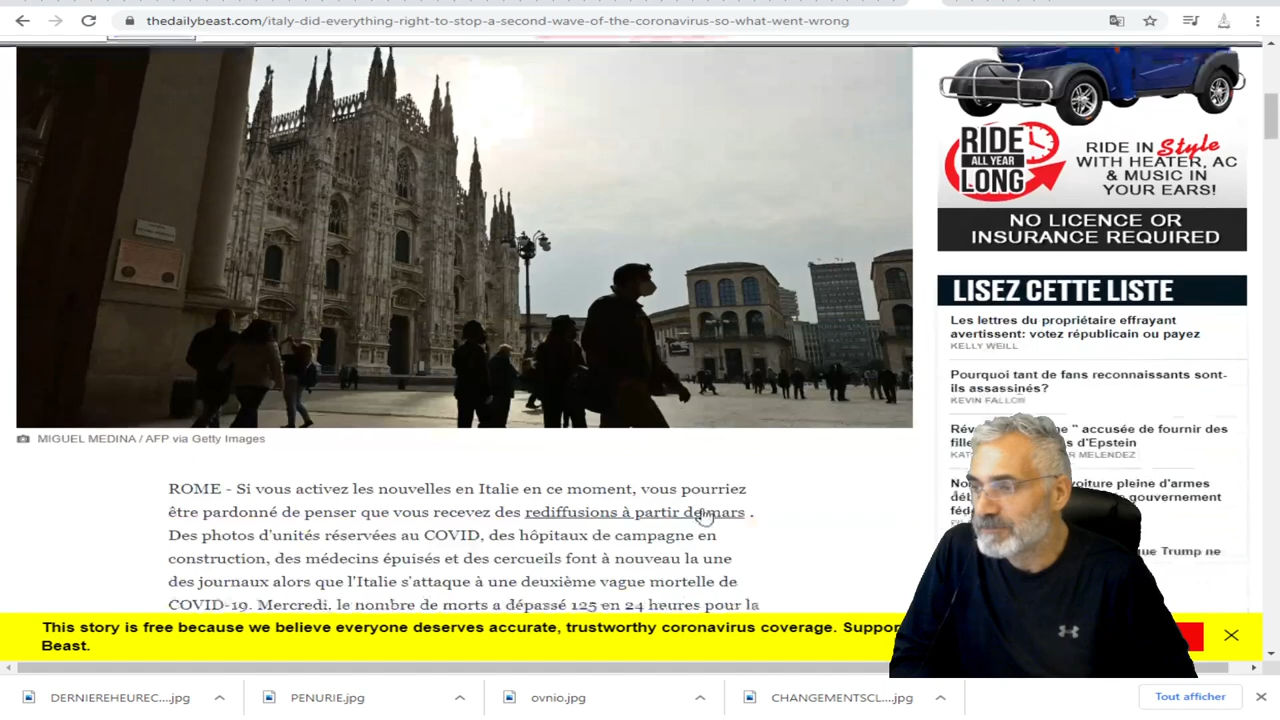 thedailybeast.com/italy-did-everything-right-to-stop-a-second-wave-of-the-coronavirus-so-what-went-wrong
RIDE
ALL YEAR
LONG
RIDE IN Style
WITH HEATER, AC
& MUSIC IN
YOUR EARS!
NO LICENCE OR
INSURANCE REQUIRED
LISEZ CETTE LISTE
Les lettres du propriétaire effrayant
avertissent: votez républicain ou payez
KELLY WEILL
Pourquoi tant de fans reconnaissants sont-
ils assassinés?
KEVIN
" accusée de fournir des
d'Epstein
MELENDEZ
voiture pleine d'armes
gouvernement
que Trump ne
MIGUEL MEDINA / AFP via Getty Images
ROME - Si vous activez les nouvelles en Italie en ce moment, vous pourriez
être pardonné de penser que vous recevez des rediffusions à partir de mars .
Des photos d'unités réservées au COVID, des hôpitaux de campagne en
construction, des médecins épuisés et des cercueils font à nouveau la une
des journaux alors que l'Italie s'attaque à une deuxième vague mortelle de
COVID-19. Mercredi, le nombre de morts a dépassé 125 en 24 heures pour la
This story is free because we believe everyone deserves accurate, trustworthy coronavirus coverage. Suppor
Beast.
DERNIEREHEUREC....jpg
PENURIE.jpg
ovnio.jpg
CHANGEMENTSCL....jpg
Tout afficher